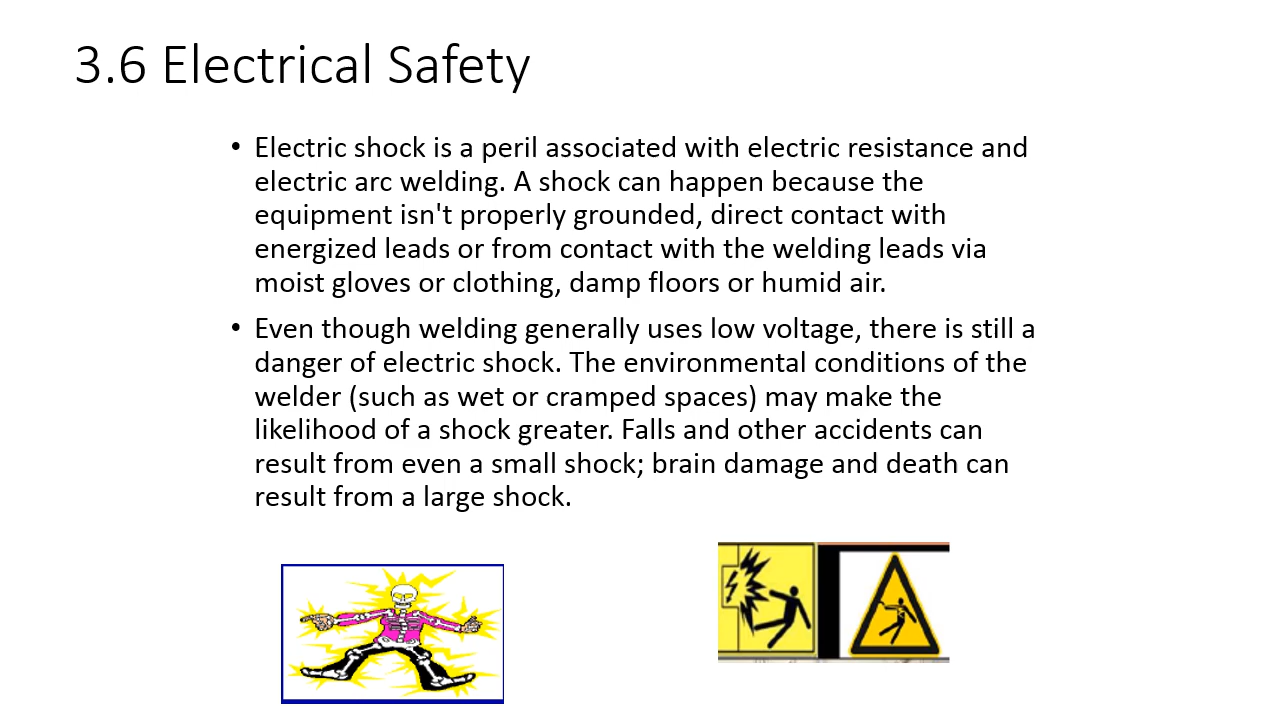 3.6 Electrical Safety
• Electric shock is a peril associated with electric resistance and
electric arc welding. A shock can happen because the
equipment isn't properly grounded, direct contact with
energized leads or from contact with the welding leads via
moist gloves or clothing, damp floors or humid air.
• Even though welding generally uses low voltage, there is still a
danger of electric shock. The environmental conditions of the
welder (such as wet or cramped spaces) may make the
likelihood of a shock greater. Falls and other accidents can
result from even a small shock; brain damage and death can
result from a large shock.